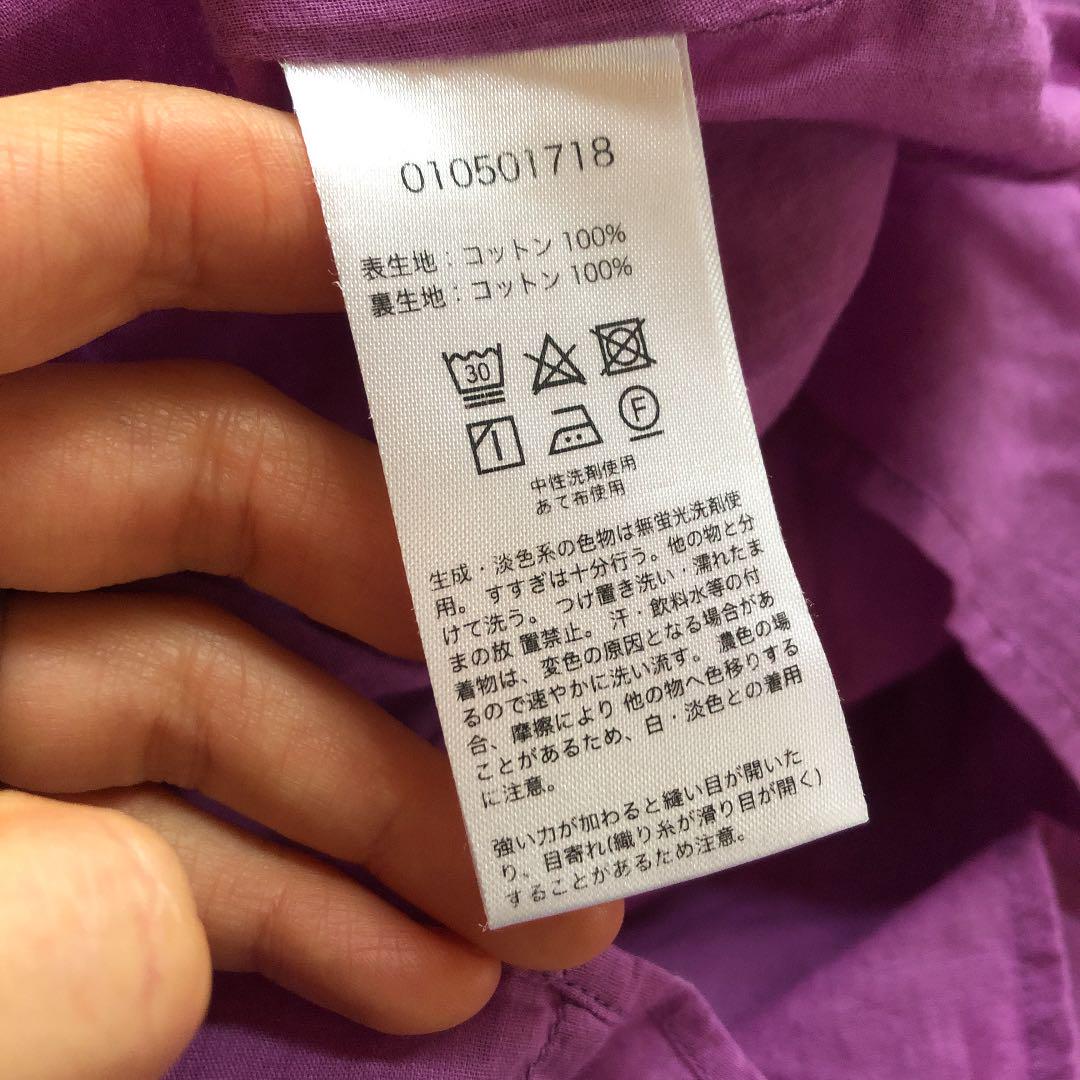 010501718
表生地：コットン 100%
裏生地：コットン 100%
30
F
中性洗剤使用
あて布使用
生成・淡色系の色物は無蛍光洗剤使
用。 すすぎは十分行う。他の物と分
けて洗う。 つけ置き洗い・濡れたま
まの放 置禁止。 汗・飲料水等の付
着物は、変色の原因となる場合があ
るので速やかに洗い流す。 濃色の場
合、摩擦により 他の物へ色移りする
ことがあるため、白・淡色との着用
に注意。
強い力が加わると縫い目が開いた
り、目寄れ(織り糸が滑り目が開く)
することがあるため注意。